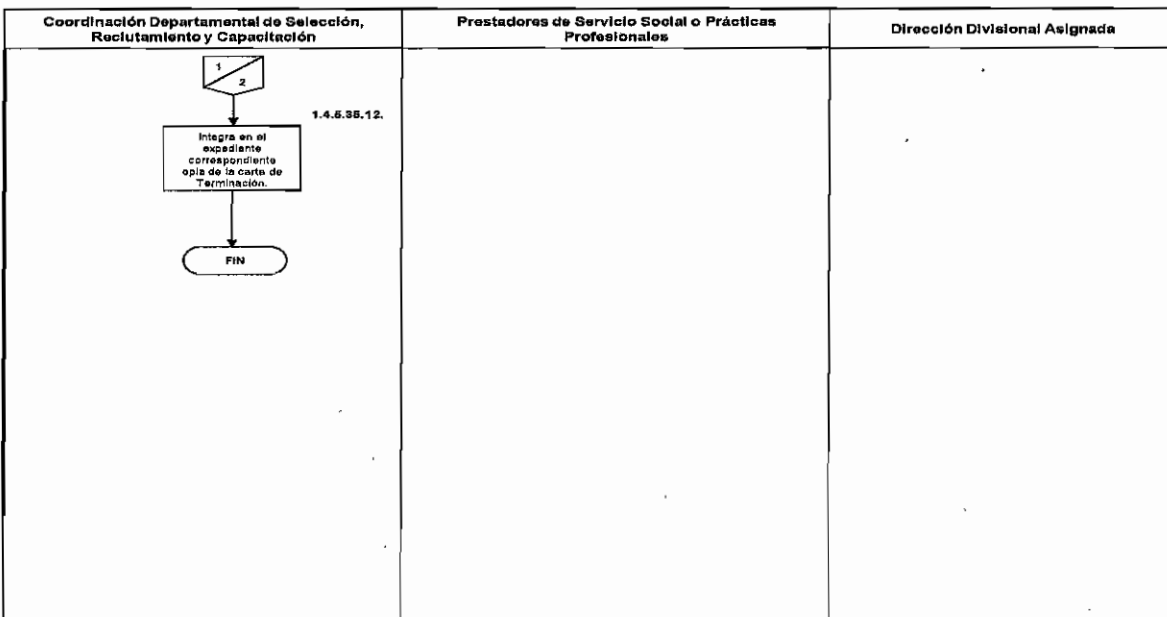 Coordinación Departamental de Selección,
Reclutamiento y Capacitación
Prestadores de Servicio Social o Prácticas
Profesionales
Dirección Divisional Asignada
1
2
1.4.5.35.12.
Integra en el
expediente
correspondiente
opia de la carta de
Terminación.
FIN